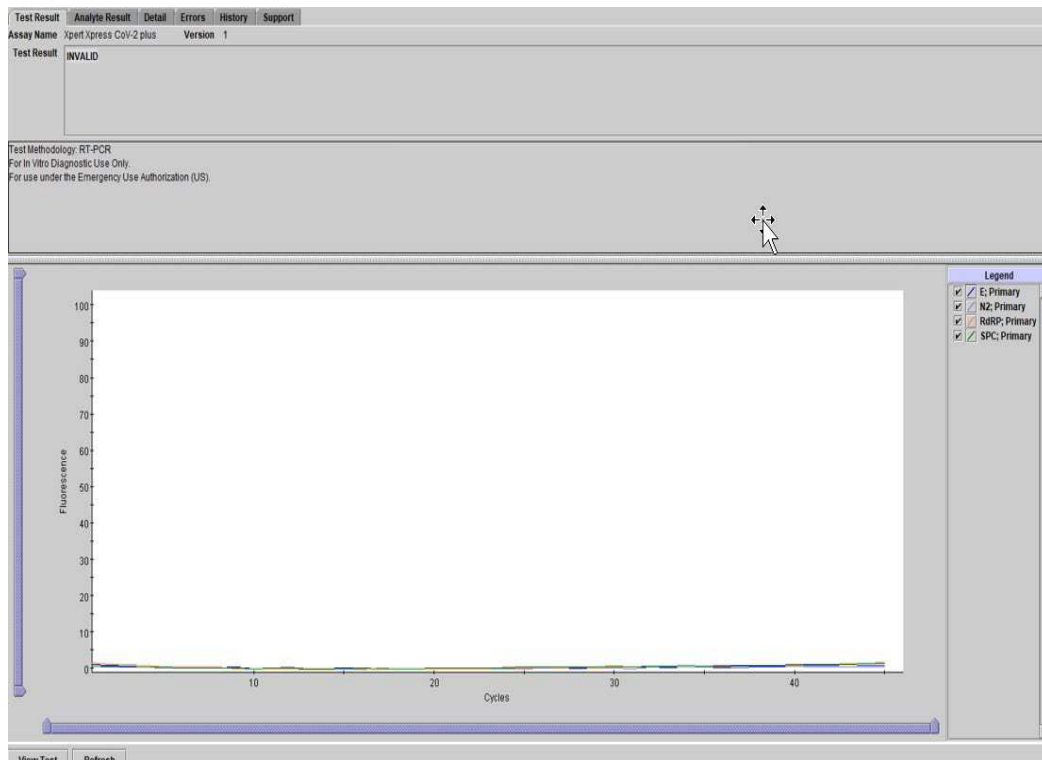 Test Result Analyte Result Detail Errors History Support
Assay Name Xpert Xpress CoV-2 plus Version 1
Test Result INVALID
Test Methodology: RT-PCR
For In Vitro Diagnostic Use Only.
For use under the Emergency Use Authorization (US).
Legend
E; Primary
N2; Primary
RdRP; Primary
SPC; Primary
100
90
80
70
60
50
40
30
20
10
0
Fluorescence
10 20 30 40
Cycles
View Test Refresh